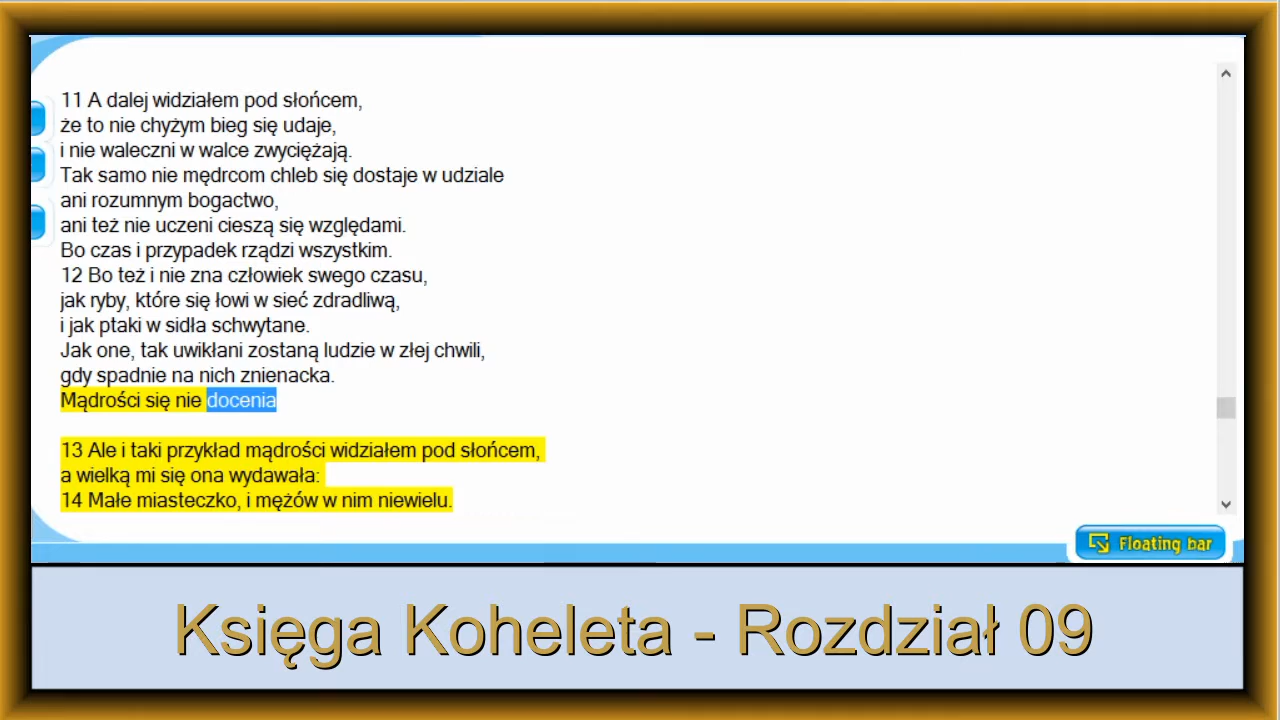 11 A dalej widziałem pod słońcem,
że to nie chyżym bieg się udaje,
i nie waleczni w walce zwyciężają.
Tak samo nie mędrcom chleb się dostaje w udziale
ani rozumnym bogactwo,
ani też nie uczeni cieszą się względami.
Bo czas i przypadek rządzi wszystkim.
12 Bo też i nie zna człowiek swego czasu,
jak ryby, które się łowi w sieć zdradliwą,
i jak ptaki w sidła schwytane.
Jak one, tak uwikłani zostaną ludzie w złej chwili,
gdy spadnie na nich znienacka.
Mądrości się nie docenia
13 Ale i taki przykład mądrości widziałem pod słońcem,
a wielką mi się ona wydawała:
14 Małe miasteczko, i mężów w nim niewielu.
Floating bar
Księga Koheleta - Rozdział 09